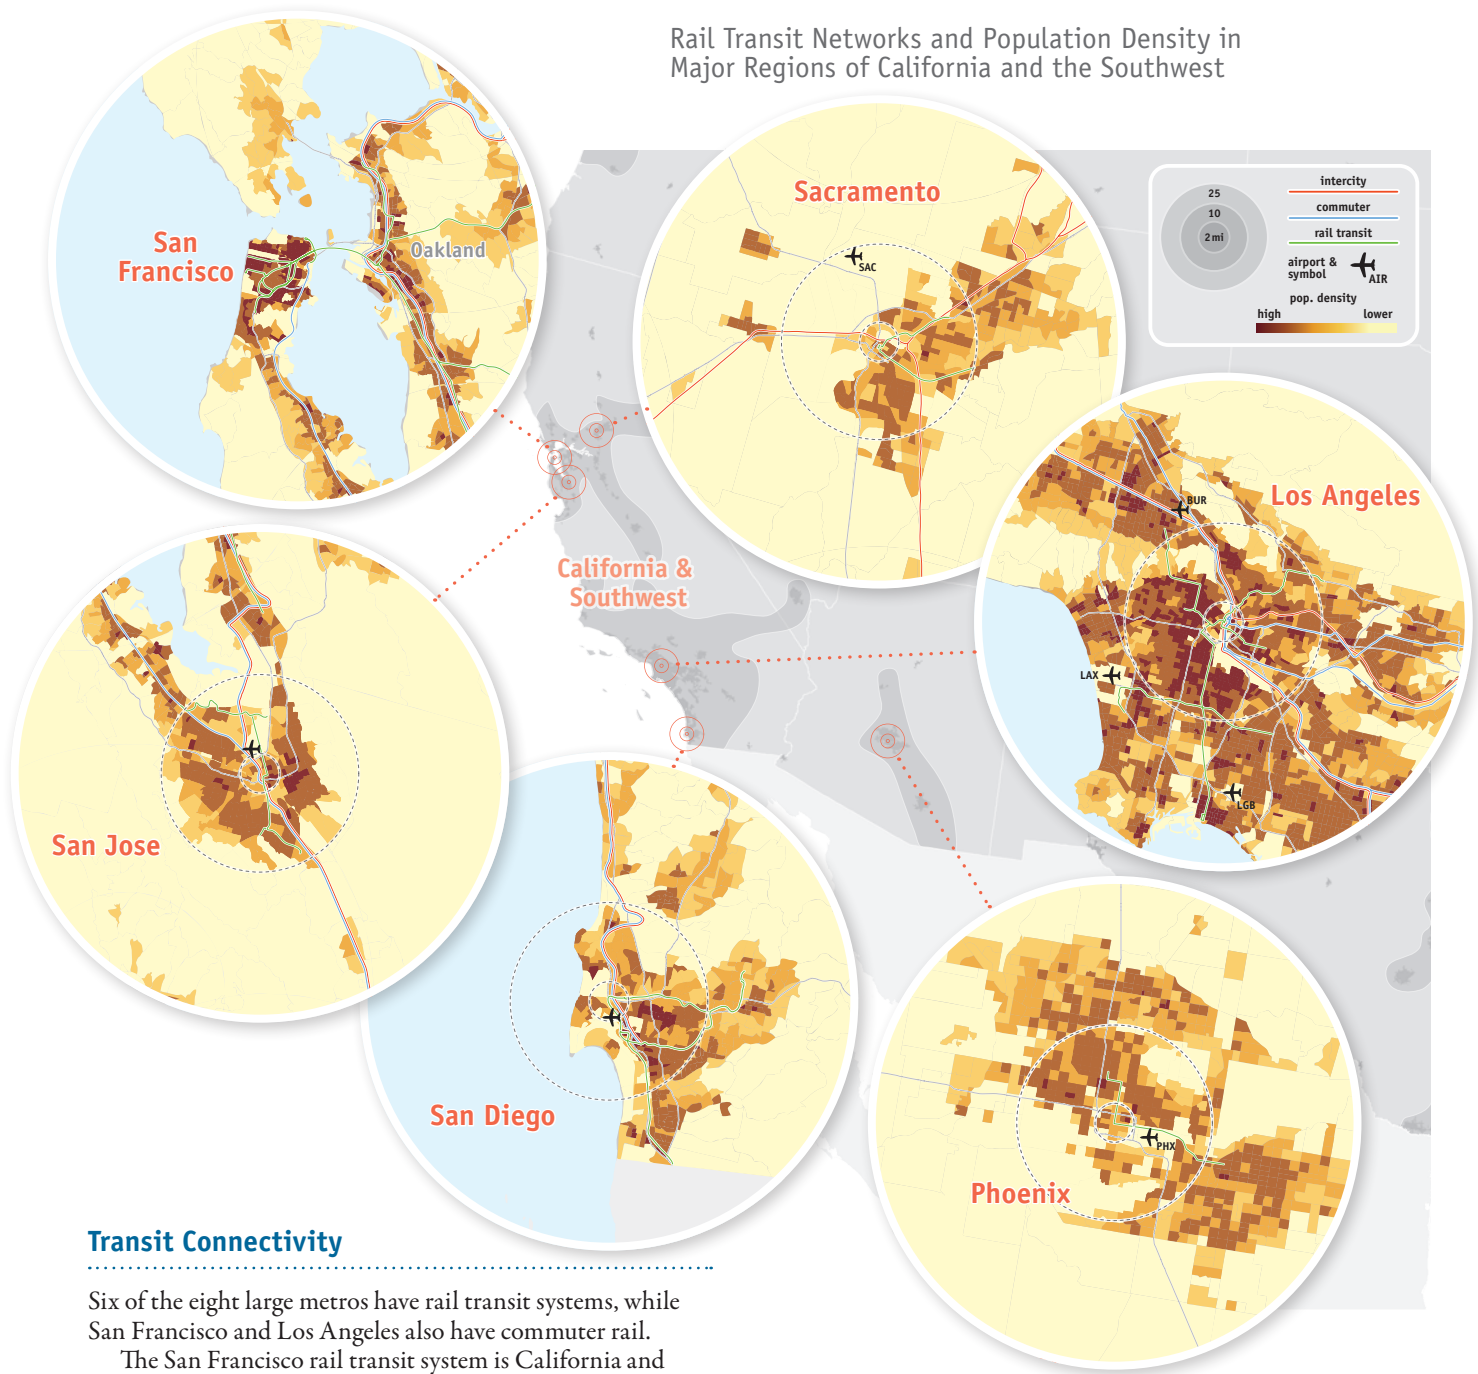 Rail Transit Networks and Population Density in
Major Regions of California and the Southwest
San
Francisco
Oakland
Sacramento
SAC
25
10
2 mi
intercity
commuter
rail transit
airport &
symbol
AIR
pop. density
high
lower
Los Angeles
BUR
LAX
LGB
California &
Southwest
San Jose
San Diego
Phoenix
PHX
Transit Connectivity
Six of the eight large metros have rail transit systems, while
San Francisco and Los Angeles also have commuter rail.
The San Francisco rail transit system is California and